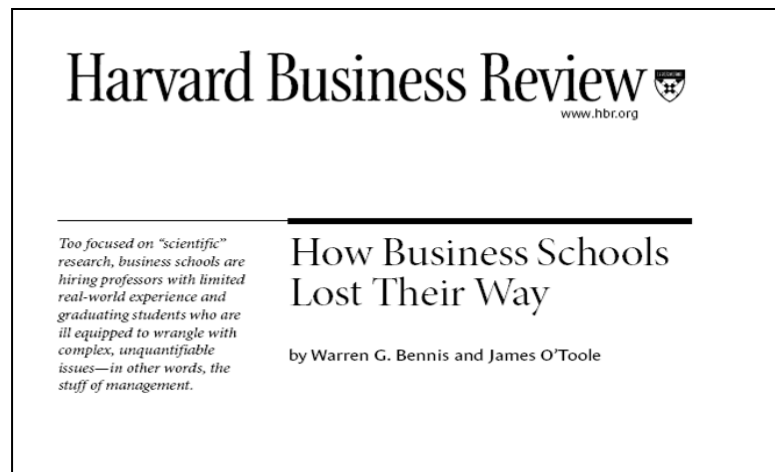 Harvard Business Review
www.hbr.org
Too focused on “scientific”
research, business schools are
hiring professors with limited
real-world experience and
graduating students who are
ill equipped to wrangle with
complex, unquantifiable
issues—in other words, the
stuff of management.
How Business Schools
Lost Their Way
by Warren G. Bennis and James O’Toole